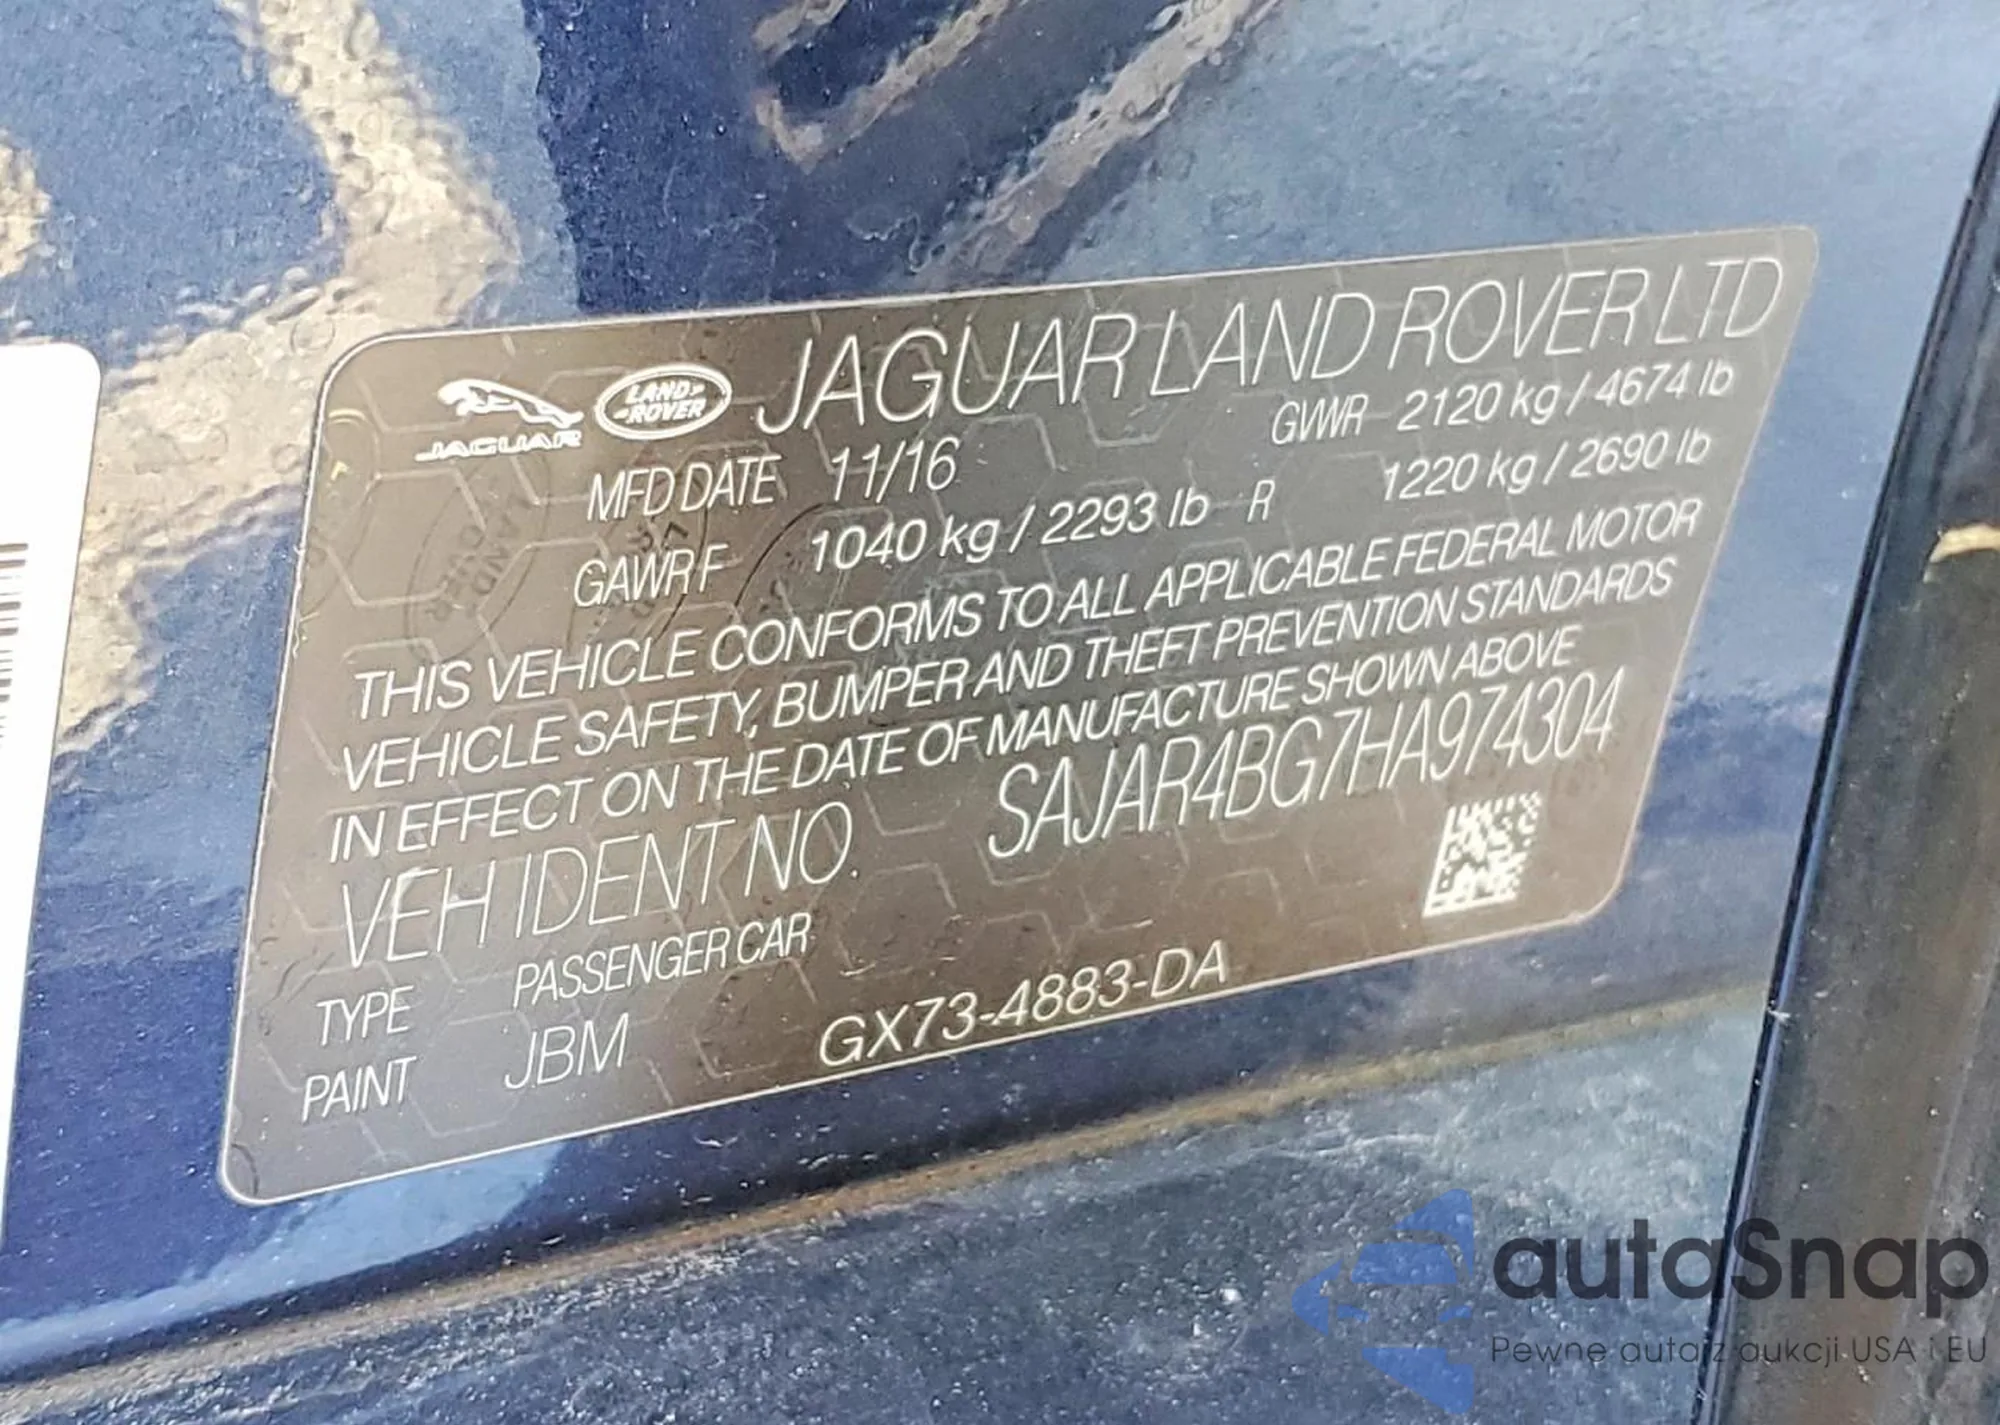 JAGUAR LAND ROVER JAGUAR LAND ROVER LTD
MFD DATE 11/16 GVWR 2120 kg / 4674 lb
GAWR F 1040 kg / 2293 lb R 1220 kg / 2690 lb
THIS VEHICLE CONFORMS TO ALL APPLICABLE FEDERAL MOTOR
VEHICLE SAFETY, BUMPER AND THEFT PREVENTION STANDARDS
IN EFFECT ON THE DATE OF MANUFACTURE SHOWN ABOVE
VEH IDENT NO. SAJAR4BG7HA974304
TYPE PASSENGER CAR
PAINT JBM GX73-4883-DA
autoSnap
Pewne auta z aukcji USA i EU